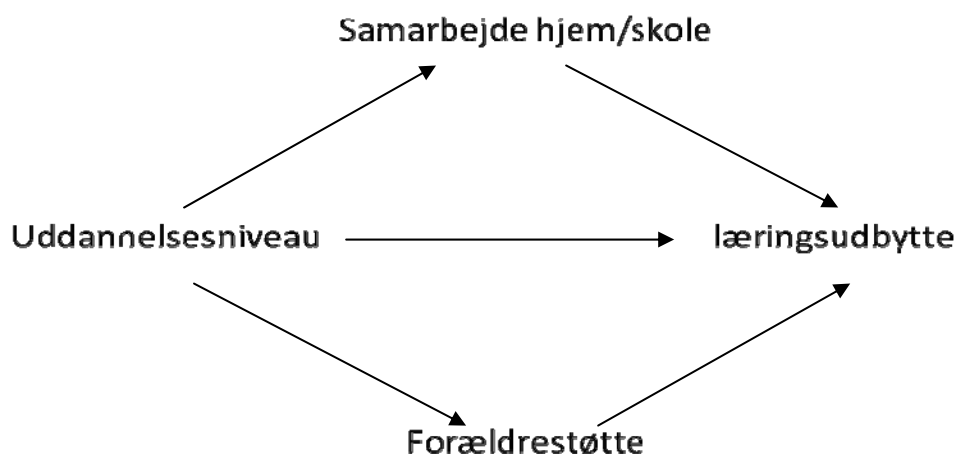 Samarbejde hjem/skole
Uddannelsesniveau
læringsudbytte
Forældrestøtte